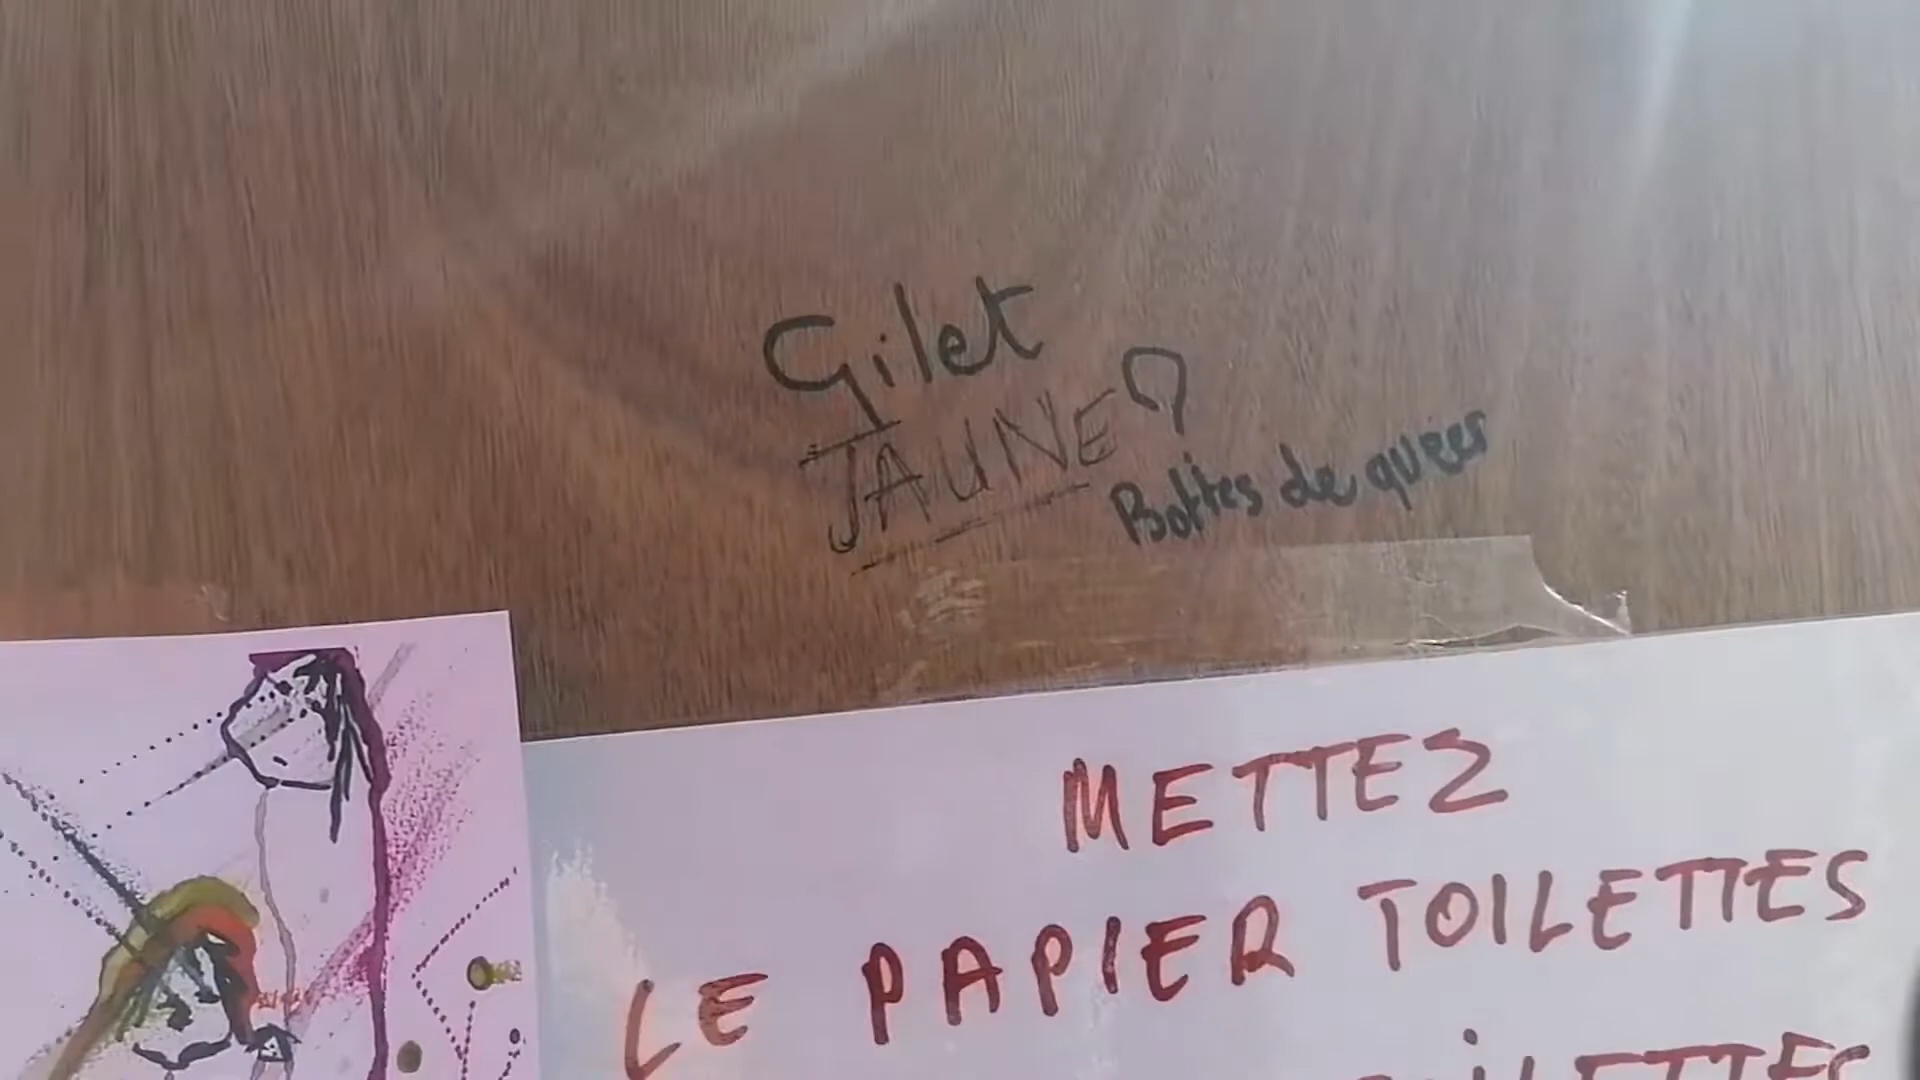 Gilet
JAUNE?
Bottes de queer
METTEZ
LE PAPIER TOILETTES